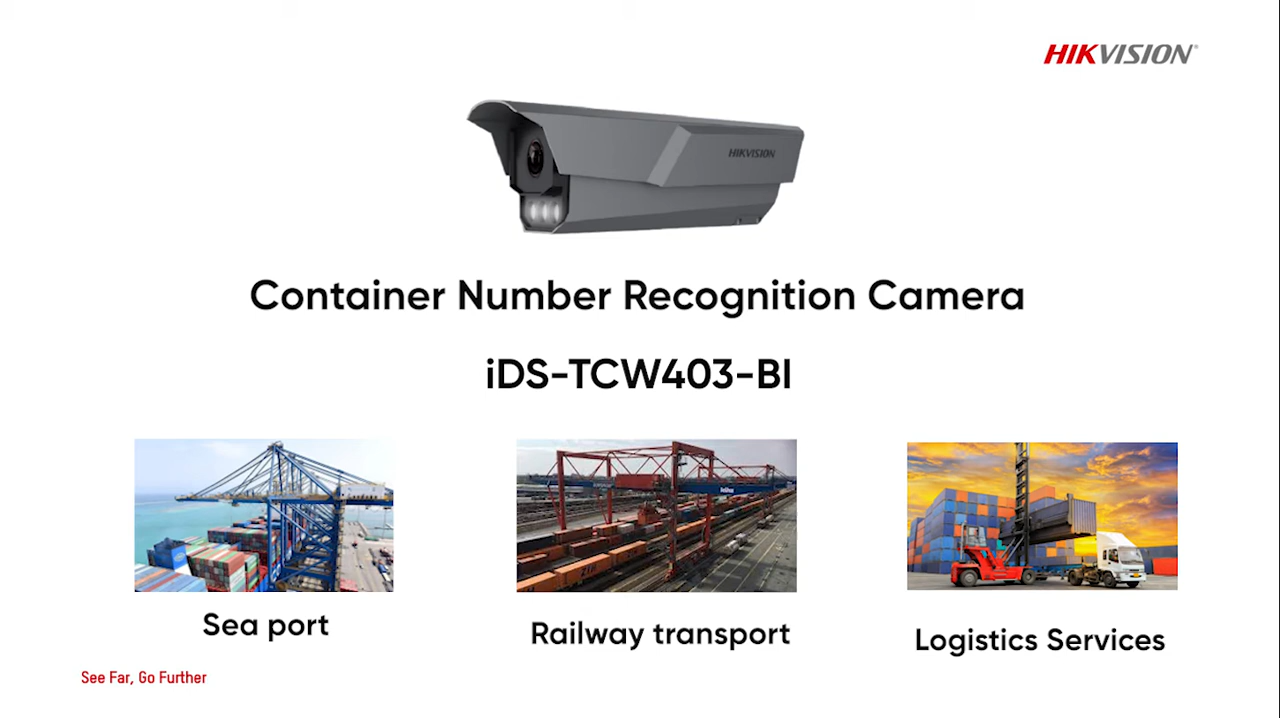 HIKVISION
HIKVISION
Container Number Recognition Camera
iDS-TCW403-BI
Sea port
Railway transport
Logistics Services
See Far, Go Further